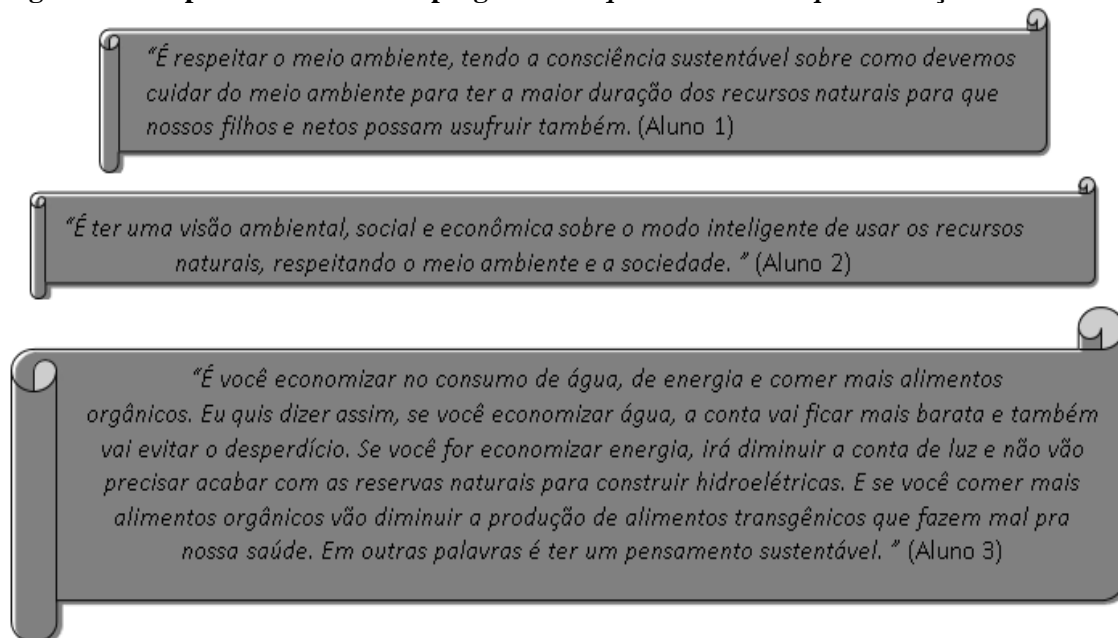 “É respeitar o meio ambiente, tendo a consciência sustentável sobre como devemos
cuidar do meio ambiente para ter a maior duração dos recursos naturais para que
nossos filhos e netos possam usufruir também. (Aluno 1)
“É ter uma visão ambiental, social e econômica sobre o modo inteligente de usar os recursos
naturais, respeitando o meio ambiente e a sociedade. ” (Aluno 2)
“É você economizar no consumo de água, de energia e comer mais alimentos
orgânicos. Eu quis dizer assim, se você economizar água, a conta vai ficar mais barata e também
vai evitar o desperdício. Se você for economizar energia, irá diminuir a conta de luz e não vão
precisar acabar com as reservas naturais para construir hidroelétricas. E se você comer mais
alimentos orgânicos vão diminuir a produção de alimentos transgênicos que fazem mal pra
nossa saúde. Em outras palavras é ter um pensamento sustentável. ” (Aluno 3)